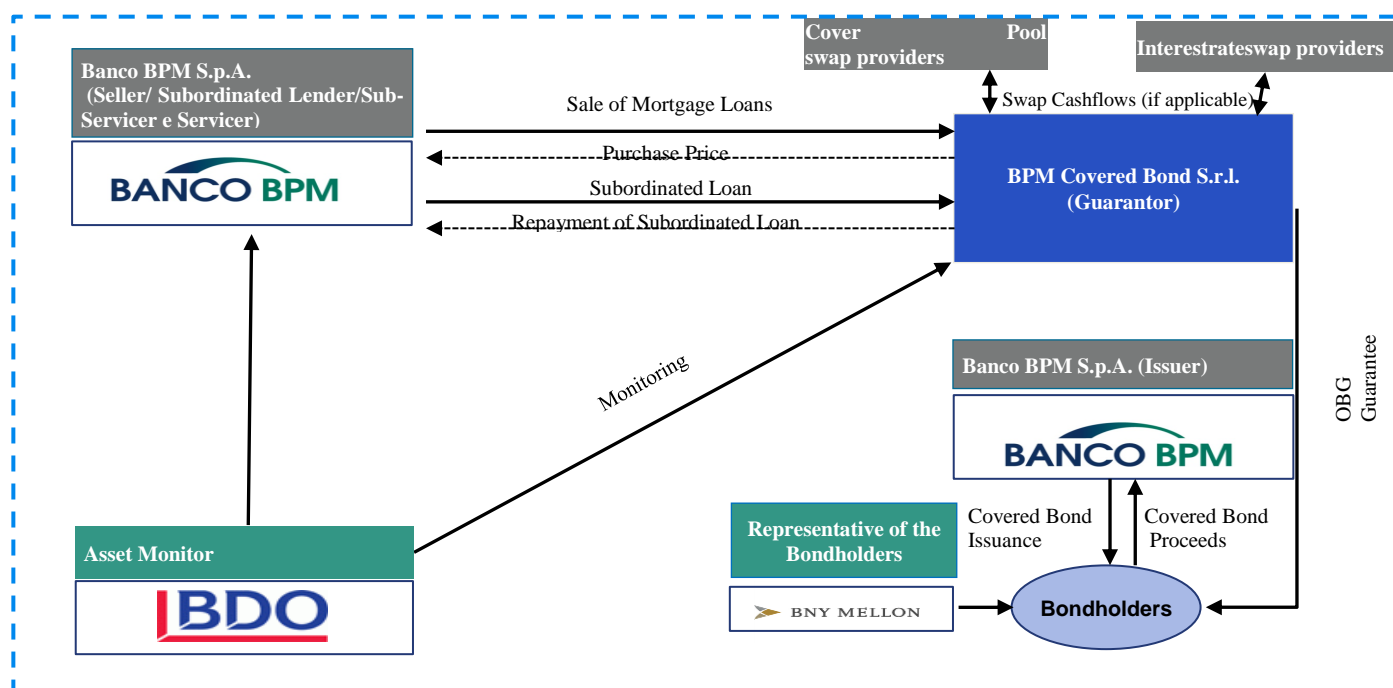 Cover Pool
swap providers
Interestrateswap providers
Banco BPM S.p.A.
(Seller/ Subordinated Lender/Sub-
Servicer e Servicer)
BANCO BPM
Sale of Mortgage Loans
Purchase Price
Subordinated Loan
Repayment of Subordinated Loan
Swap Cashflows (if applicable)
BPM Covered Bond S.r.l.
(Guarantor)
Monitoring
OBG
Guarantee
Banco BPM S.p.A. (Issuer)
BANCO BPM
Covered Bond
Issuance
Covered Bond
Proceeds
Asset Monitor
BDO
Representative of the
Bondholders
BNY MELLON
Bondholders